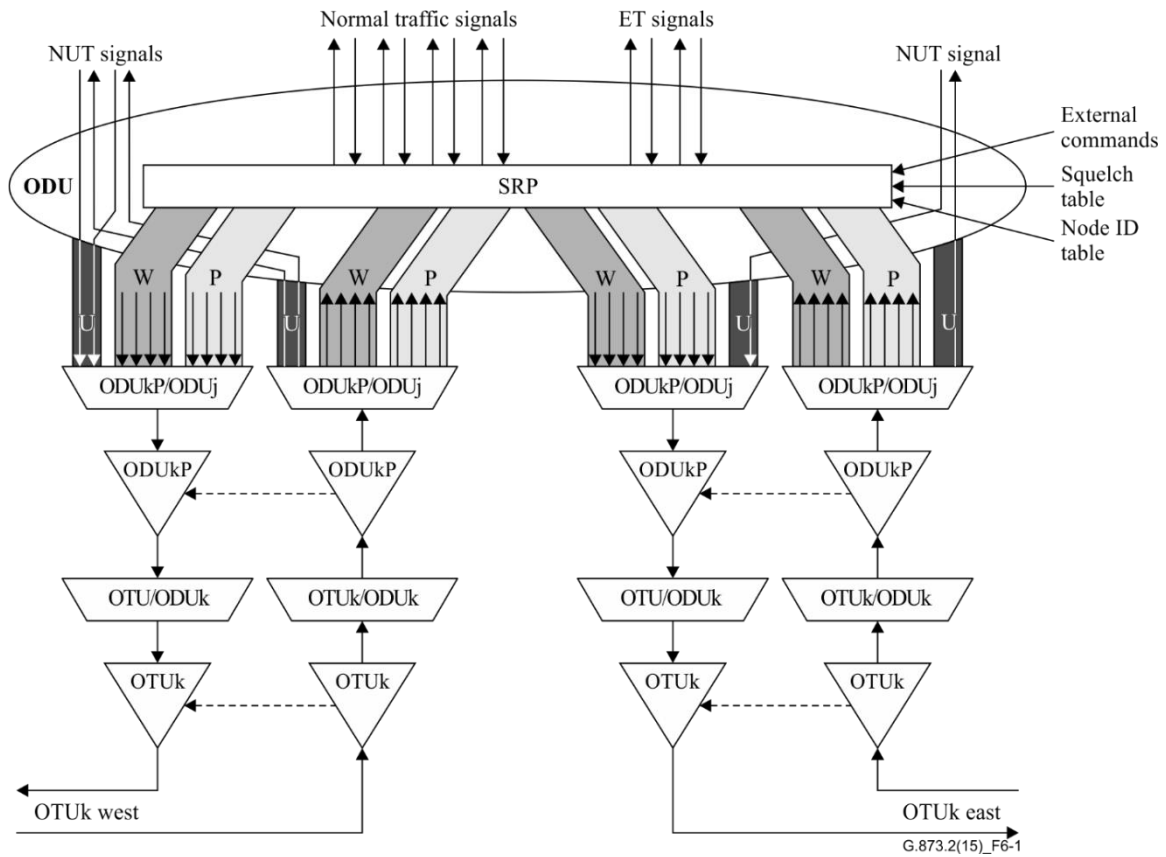 Normal traffic signals
ET signals
NUT signals
NUT signal
External
commands
ODU
SRP
Squelch
table
Node ID
table
W
P
W
P
W
P
W
P
U
U
U
U
ODUkP/ODUj
ODUkP/ODUj
ODUkP/ODUj
ODUkP/ODUj
ODUkP
ODUkP
ODUkP
ODUkP
OTU/ODUk
OTUk/ODUk
OTU/ODUk
OTUk/ODUk
OTUk
OTUk
OTUk
OTUk
OTUk west
OTUk east
G.873.2(15)_F6-1